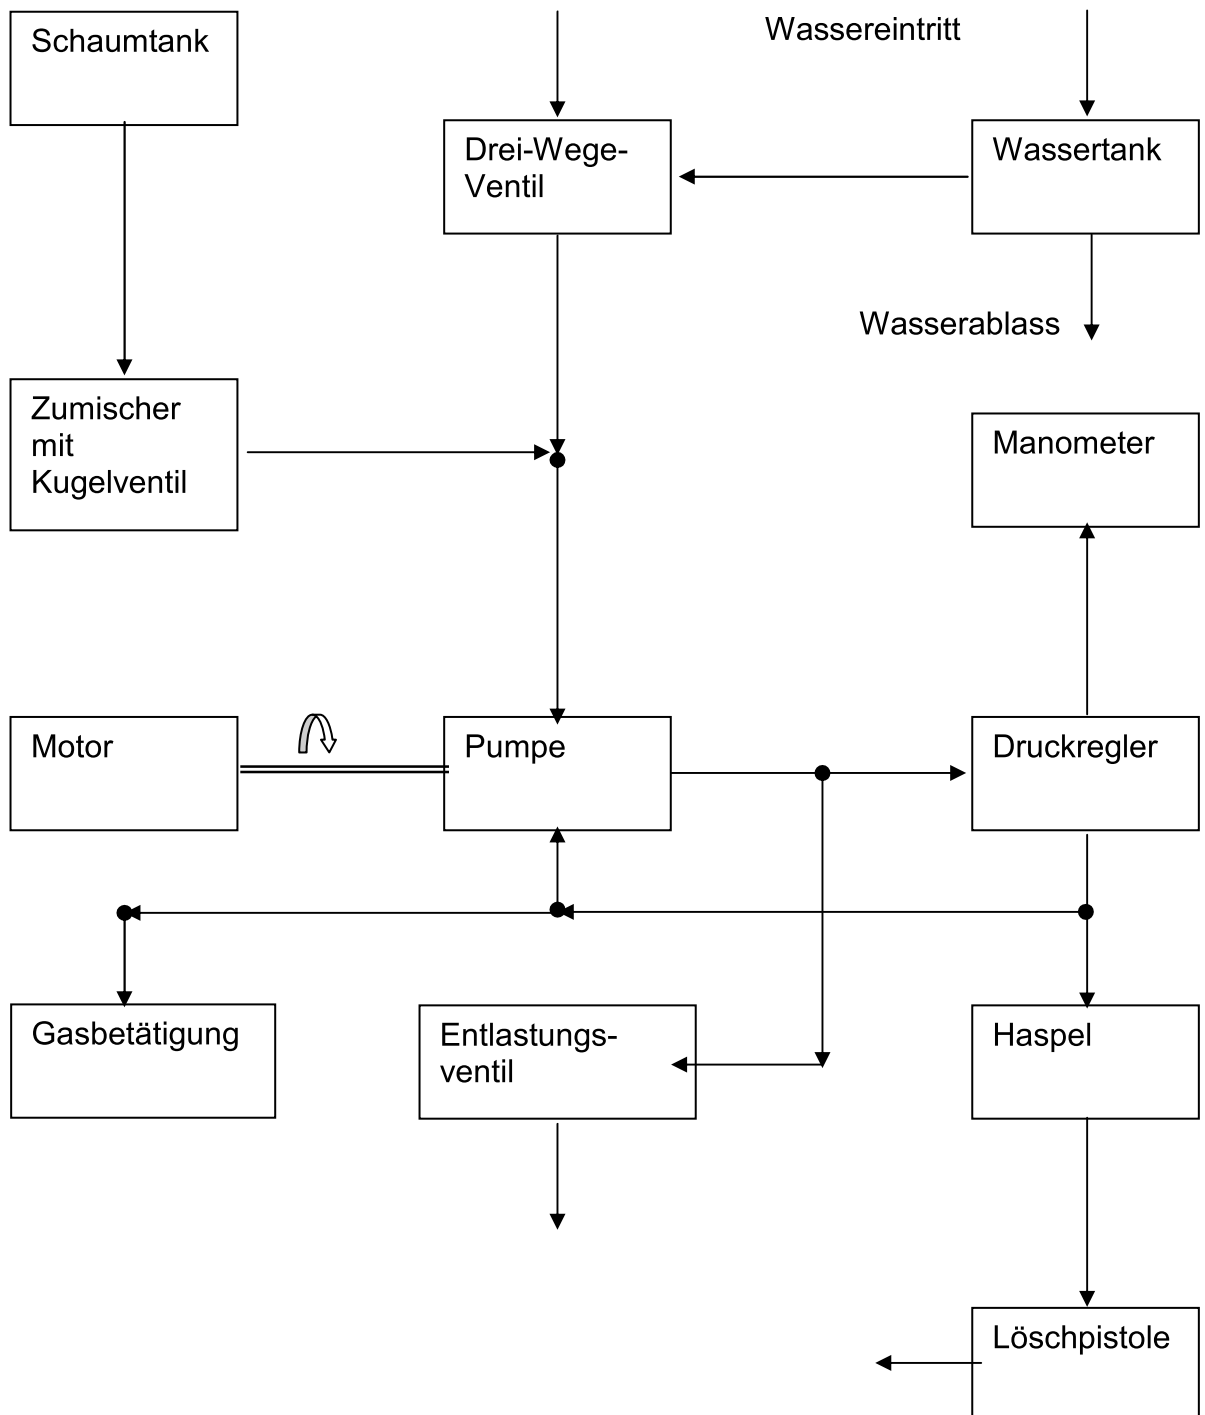 Schaumtank
Wassereintritt
Drei-Wege-
Ventil
Wassertank
Wasserablass
Zumischer
mit
Kugelventil
Manometer
Motor
Pumpe
Druckregler
Gasbetätigung
Entlastungs-
ventil
Haspel
Löschpistole